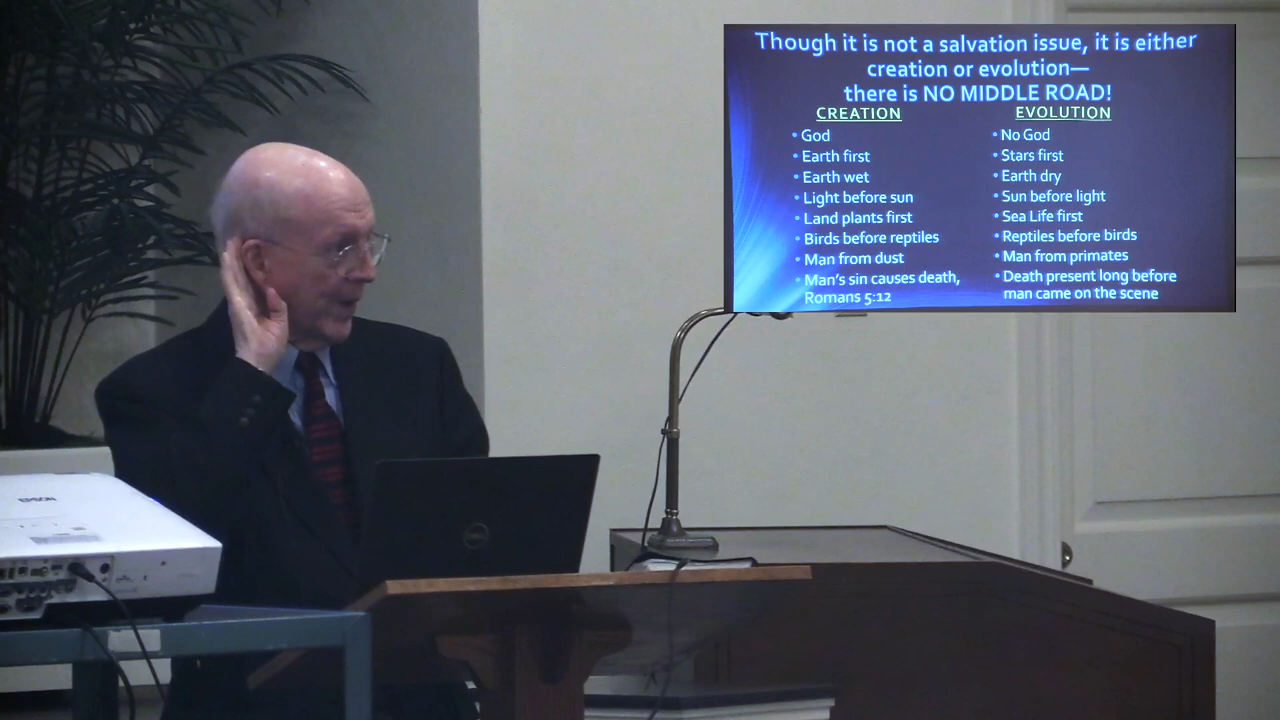 Though it is not a salvation issue, it is either
creation or evolution—
there is NO MIDDLE ROAD!
CREATION
• God
• Earth first
• Earth wet
• Light before sun
• Land plants first
• Birds before reptiles
• Man from dust
• Man's sin causes death,
Romans 5:12
EVOLUTION
• No God
• Stars first
• Earth dry
• Sun before light
• Sea Life first
• Reptiles before birds
• Man from primates
• Death present long before
man came on the scene
EPSON
DELL